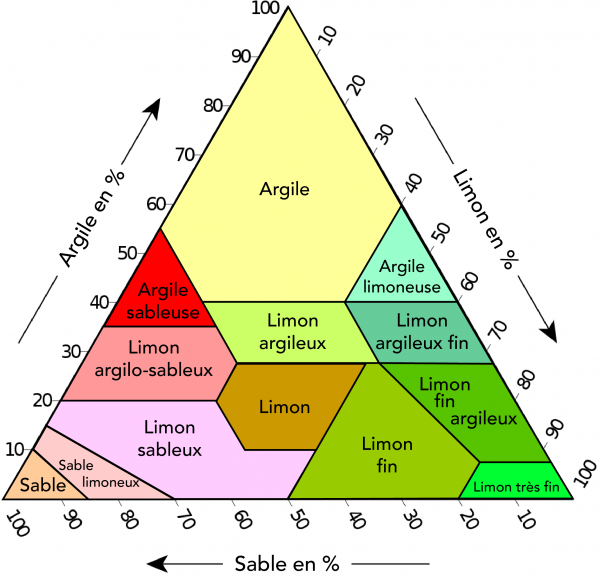 100
90
80
70
60
50
40
30
20
10
Argile en %
10
20
30
40
50
60
70
80
90
100
Limon en %
Argile
Argile
limoneuse
Argile
sableuse
Limon
argileux
Limon
argileux fin
Limon
argilo-sableux
Limon
fin
argileux
Limon
Limon
sableux
Limon
fin
Sable
limoneux
Sable
Limon très fin
100
90
80
70
60
50
40
30
20
10
Sable en %